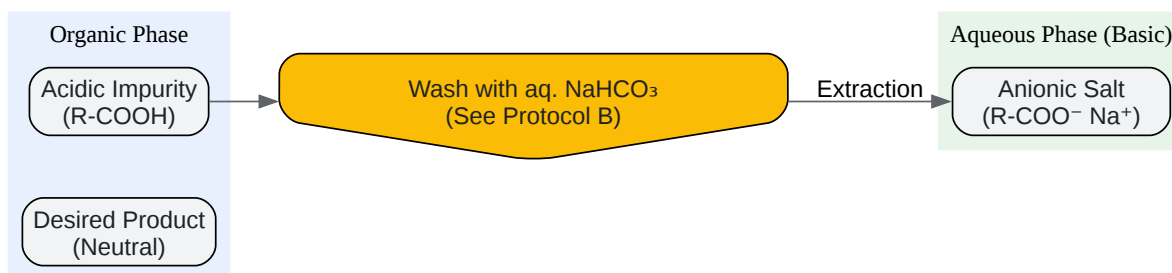 Organic Phase
Acidic Impurity
(R-COOH)
Desired Product
(Neutral)
Wash with aq. NaHCO₃
(See Protocol B)
Extraction
Aqueous Phase (Basic)
Anionic Salt
(R-COO⁻ Na⁺)